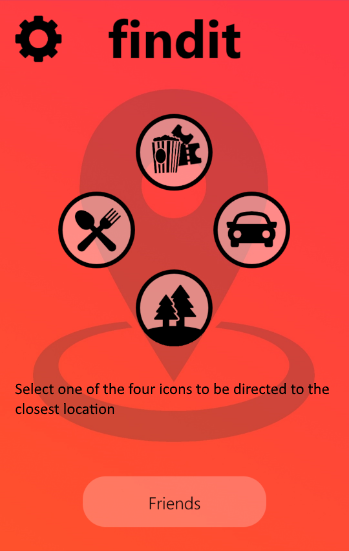 findit
Select one of the four icons to be directed to the
closest location
Friends